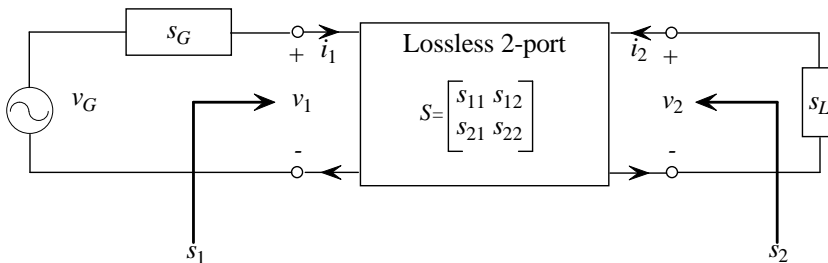 s_G
+ i_1
v_G
v_1
-
s_1
Lossless 2-port
S= [s_11 s_12
s_21 s_22]
i_2 +
v_2
-
s_L
s_2